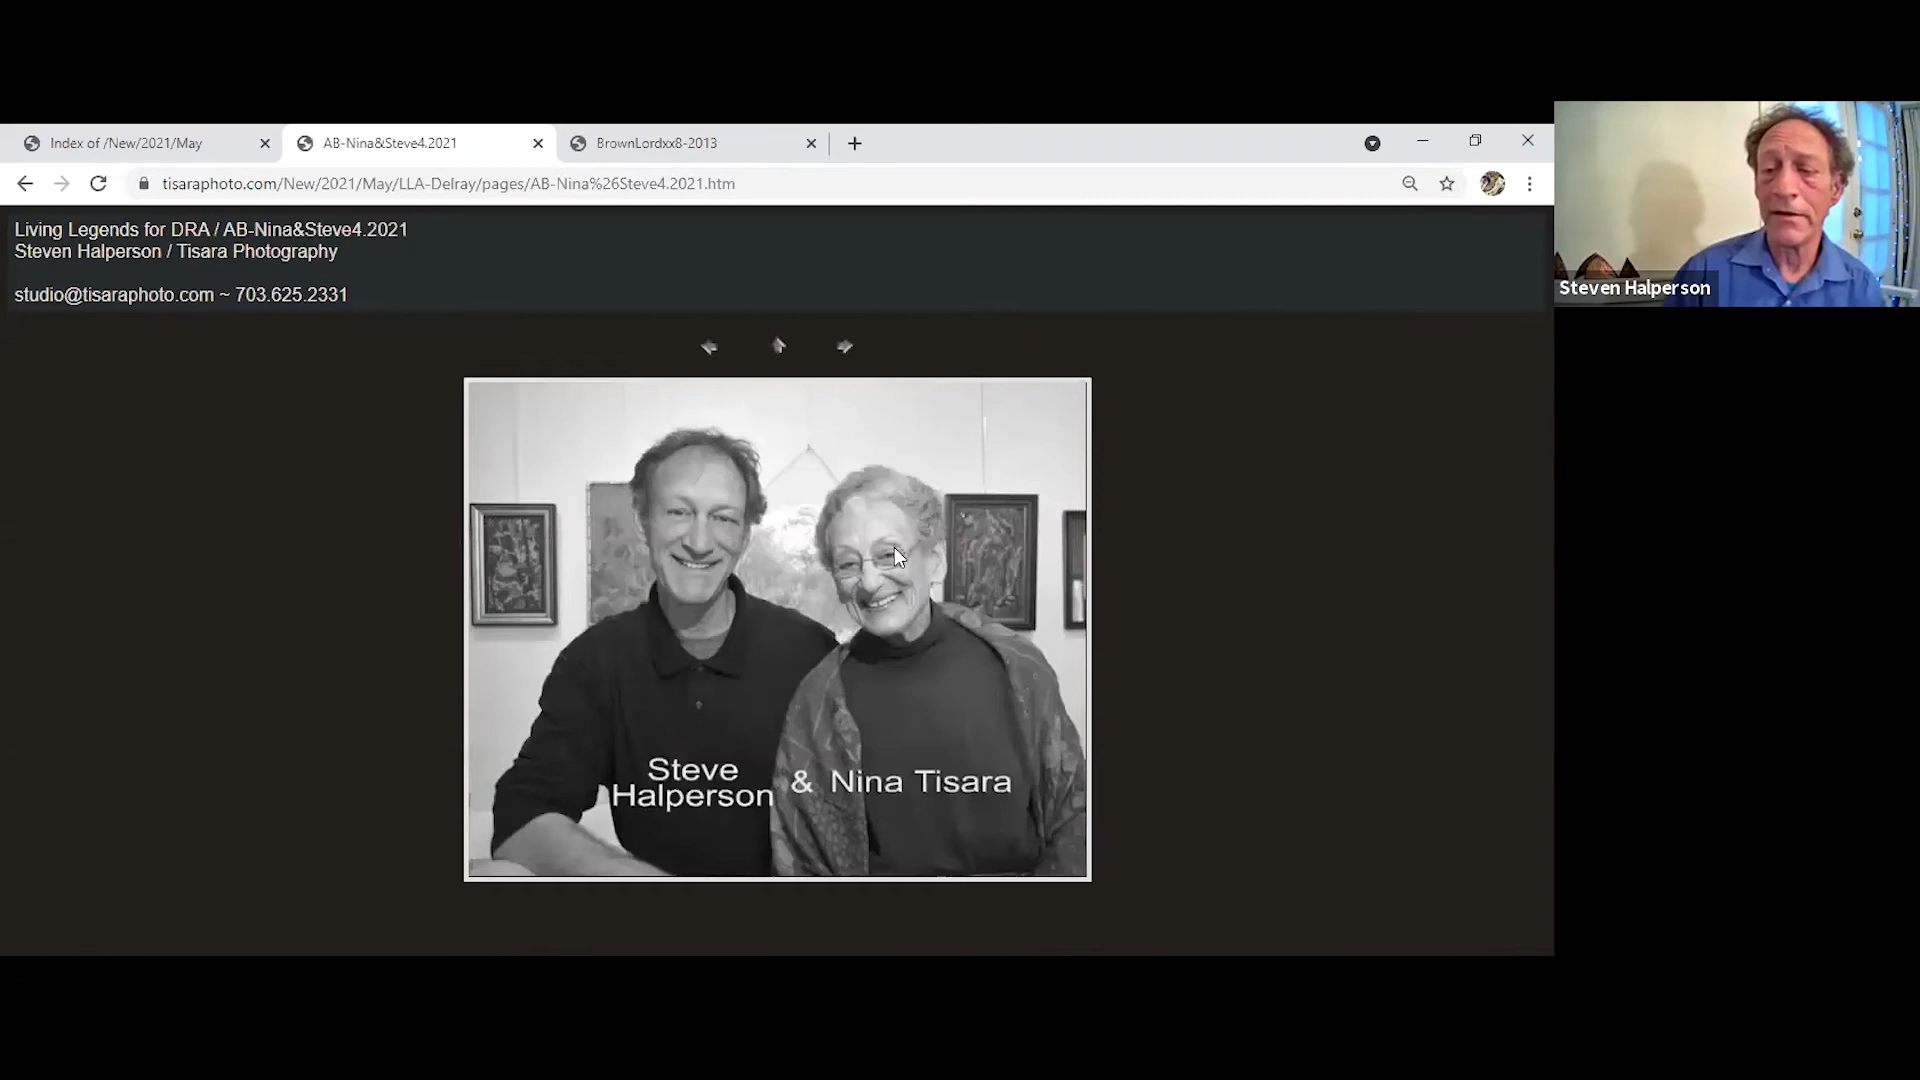 Index of /New/2021/May
AB-Nina&Steve4.2021
BrownLordxx8-2013
tisaraphoto.com/New/2021/May/LLA-Delray/pages/AB-Nina%26Steve4.2021.htm
Living Legends for DRA / AB-Nina&Steve4.2021
Steven Halperson / Tisara Photography
studio@tisaraphoto.com ~ 703.625.2331
Steven Halperson
Steve
Halperson & Nina Tisara